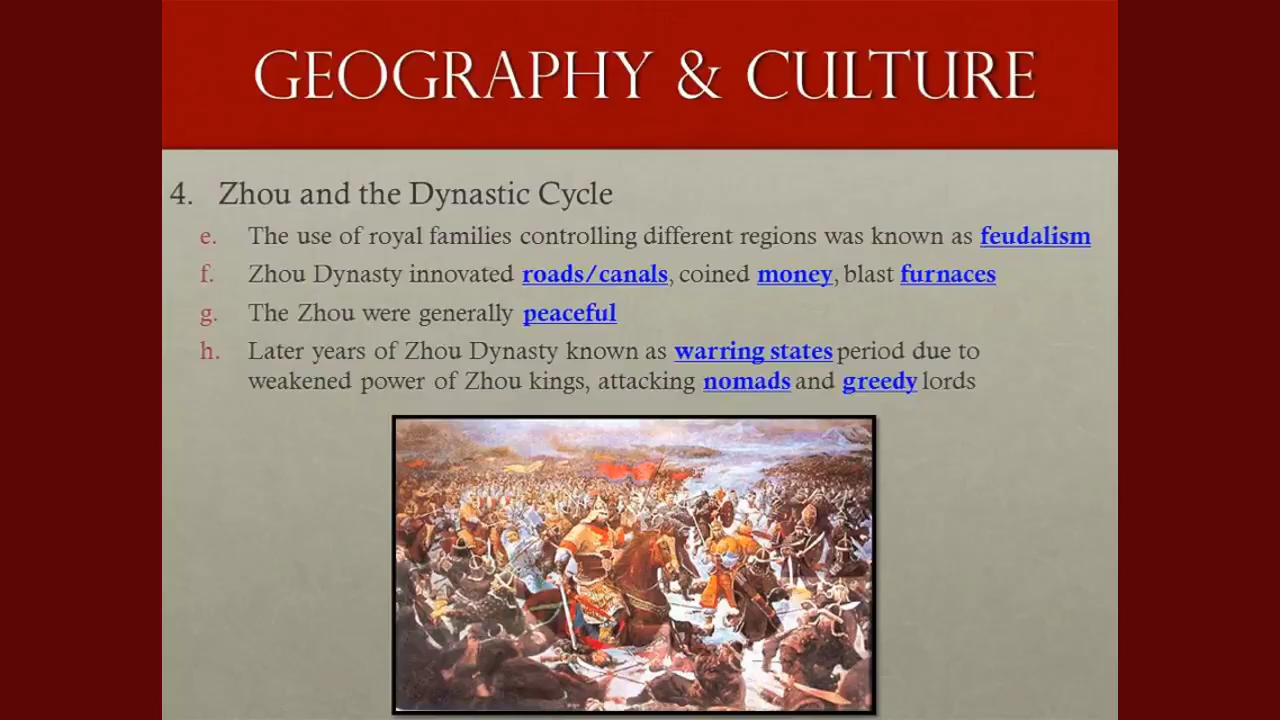 GEOGRAPHY & CULTURE
4. Zhou and the Dynastic Cycle
e. The use of royal families controlling different regions was known as feudalism
f. Zhou Dynasty innovated roads/canals, coined money, blast furnaces
g. The Zhou were generally peaceful
h. Later years of Zhou Dynasty known as warring states period due to
weakened power of Zhou kings, attacking nomads and greedy lords